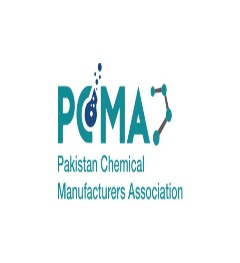 PCMA
Pakistan Chemical
Manufacturers Association